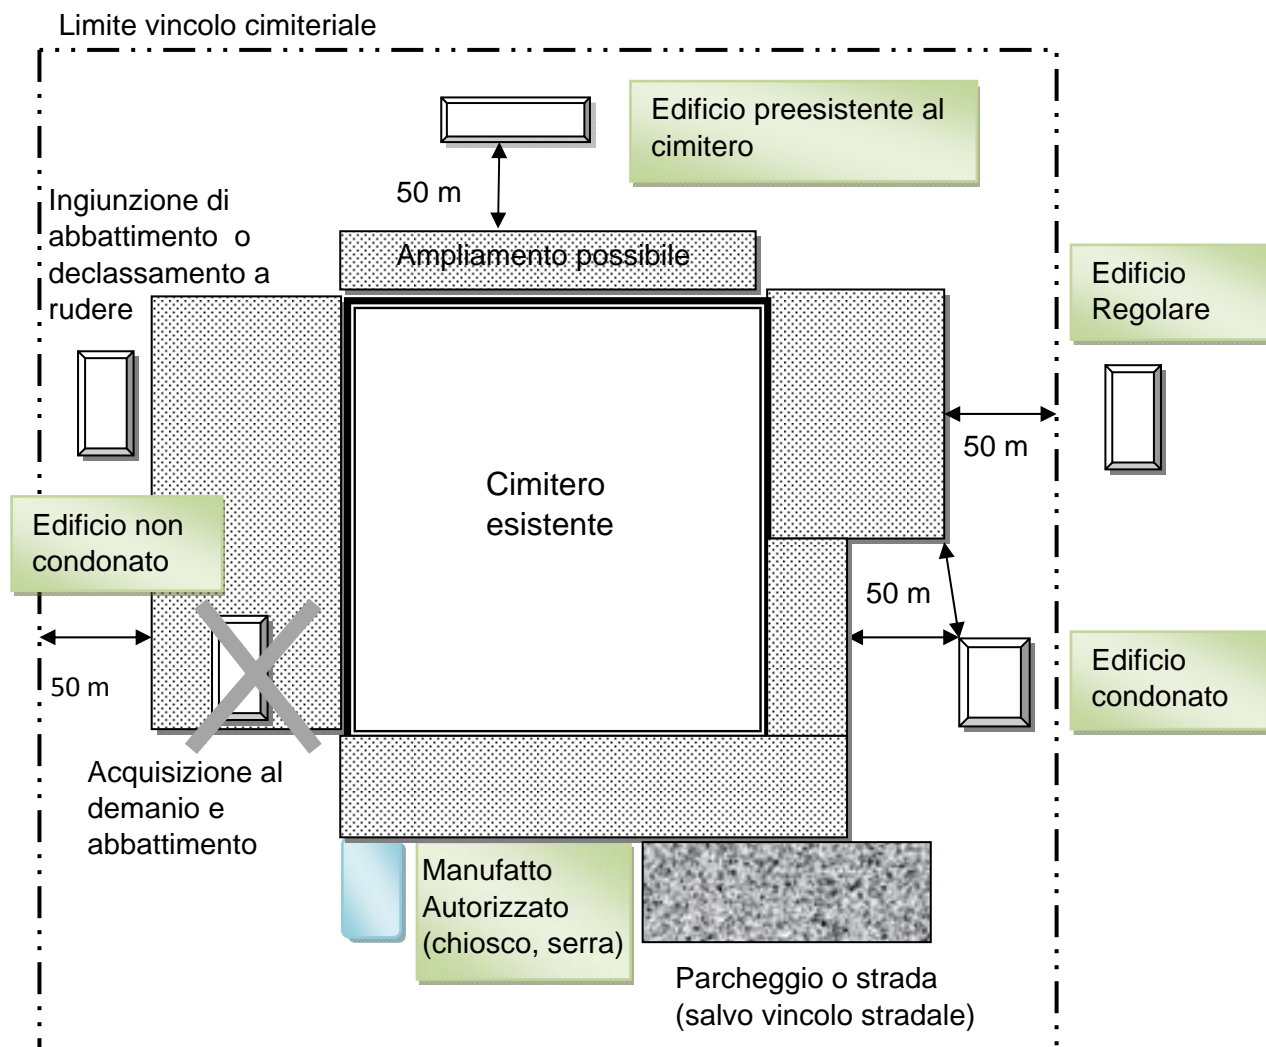 Limite vincolo cimiteriale
Edificio preesistente al
cimitero
50 m
Ingiunzione di
abbattimento o
declassamento a
rudere
Ampliamento possibile
Edificio
Regolare
50 m
Cimitero
esistente
Edificio non
condonato
50 m
50 m
Edificio
condonato
Acquisizione al
demanio e
abbattimento
Manufatto
Autorizzato
(chiosco, serra)
Parcheggio o strada
(salvo vincolo stradale)